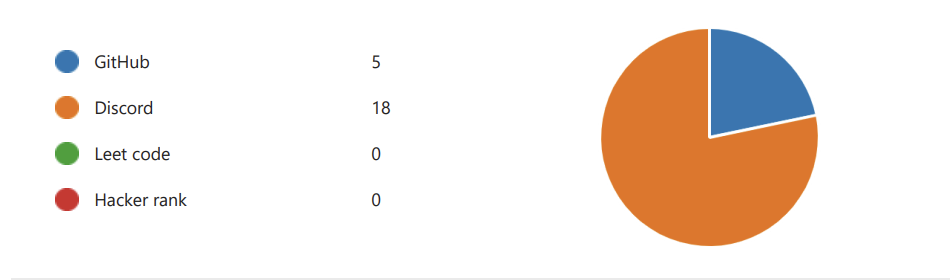 GitHub 5
Discord 18
Leet code 0
Hacker rank 0